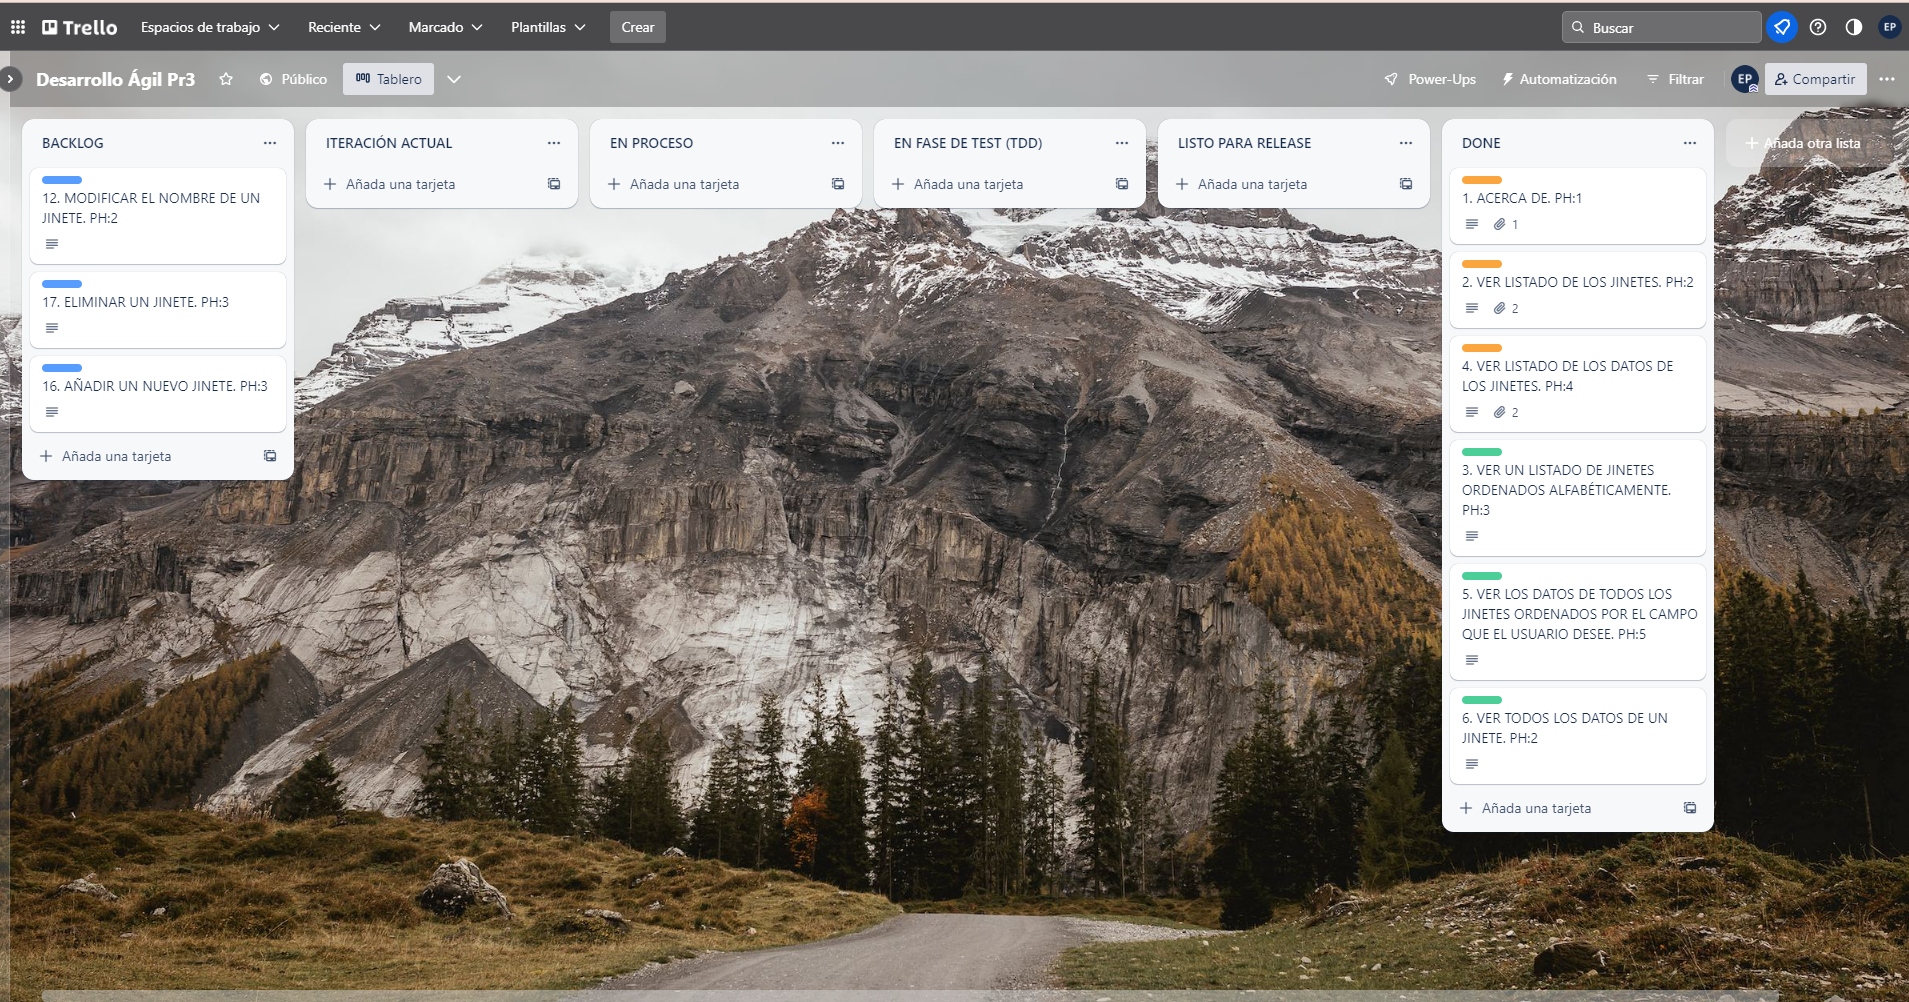 Trello
Espacios de trabajo
Reciente
Marcado
Plantillas
Crear
Buscar
EP
Desarrollo Ágil Pr3
Público
Tablero
Power-Ups
Automatización
Filtrar
EP
Compartir
BACKLOG
12. MODIFICAR EL NOMBRE DE UN
JINETE. PH:2
17. ELIMINAR UN JINETE. PH:3
16. AÑADIR UN NUEVO JINETE. PH:3
Añada una tarjeta
ITERACIÓN ACTUAL
Añada una tarjeta
EN PROCESO
Añada una tarjeta
EN FASE DE TEST (TDD)
Añada una tarjeta
LISTO PARA RELEASE
Añada una tarjeta
DONE
1. ACERCA DE. PH:1
1
2. VER LISTADO DE LOS JINETES. PH:2
2
4. VER LISTADO DE LOS DATOS DE
LOS JINETES. PH:4
2
3. VER UN LISTADO DE JINETES
ORDENADOS ALFABÉTICAMENTE.
PH:3
5. VER LOS DATOS DE TODOS LOS
JINETES ORDENADOS POR EL CAMPO
QUE EL USUARIO DESEE. PH:5
6. VER TODOS LOS DATOS DE UN
JINETE. PH:2
Añada una tarjeta
Añada otra lista